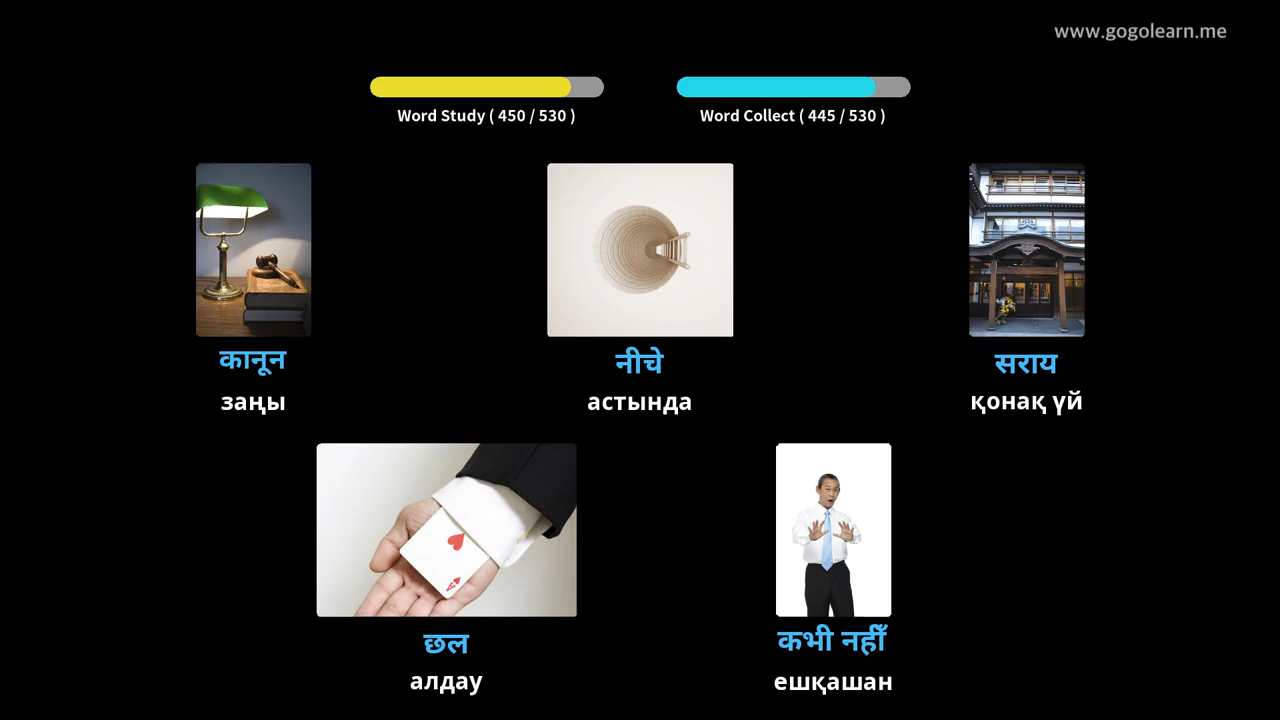 www.gogolearn.me
Word Study ( 450 / 530 )
Word Collect ( 445 / 530 )
कानून
заңы
नीचे
астында
सराय
қонақ үй
छल
алдау
कभी नहीँ
ешқашан